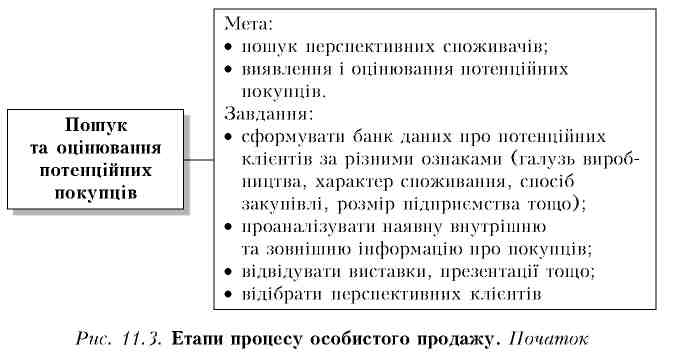 Пошук
та оцінювання
потенційних
покупців
Мета:
• пошук перспективних споживачів;
• виявлення і оцінювання потенційних
покупців.
Завдання:
• сформувати банк даних про потенційних
клієнтів за різними ознаками (галузь вироб-
ництва, характер споживання, спосіб
закупівлі, розмір підприємства тощо);
• проаналізувати наявну внутрішню
та зовнішню інформацію про покупців;
• відвідувати виставки, презентації тощо;
• відібрати перспективних клієнтів
Рис. 11.3. Етапи процесу особистого продажу. Початок